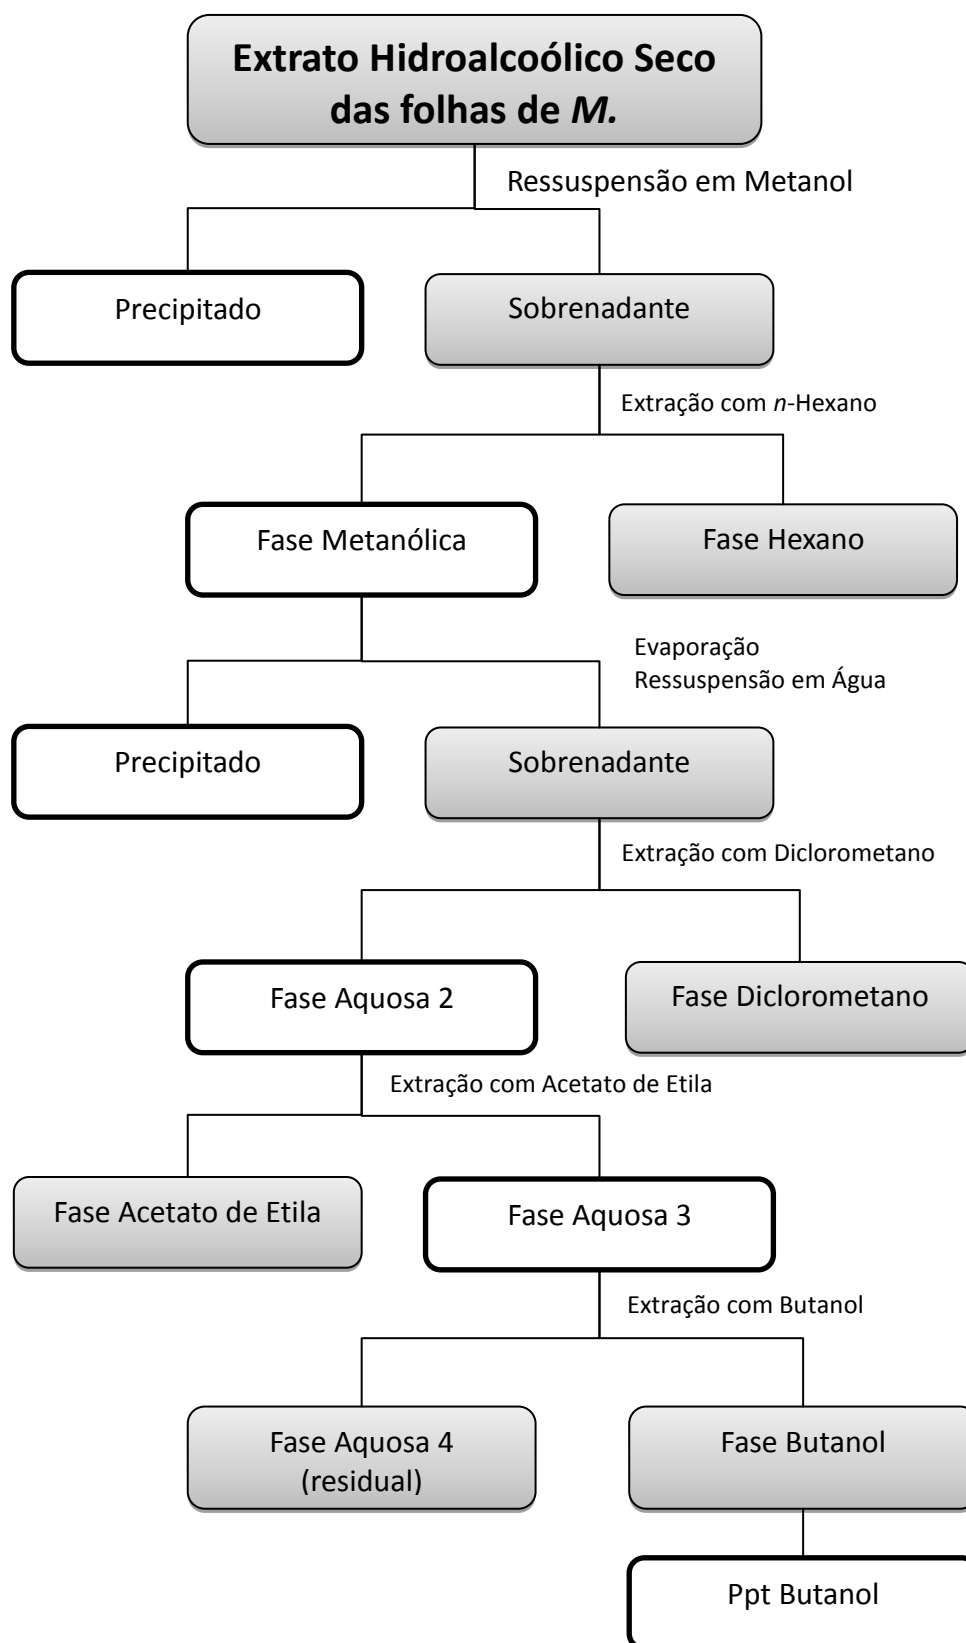 Extrato Hidroalcoólico Seco
das folhas de M.
Ressuspensão em Metanol
Precipitado
Sobrenadante
Extração com n-Hexano
Fase Metanólica
Fase Hexano
Evaporação
Ressuspensão em Água
Precipitado
Sobrenadante
Extração com Diclorometano
Fase Aquosa 2
Fase Diclorometano
Extração com Acetato de Etila
Fase Acetato de Etila
Fase Aquosa 3
Extração com Butanol
Fase Aquosa 4
(residual)
Fase Butanol
Ppt Butanol